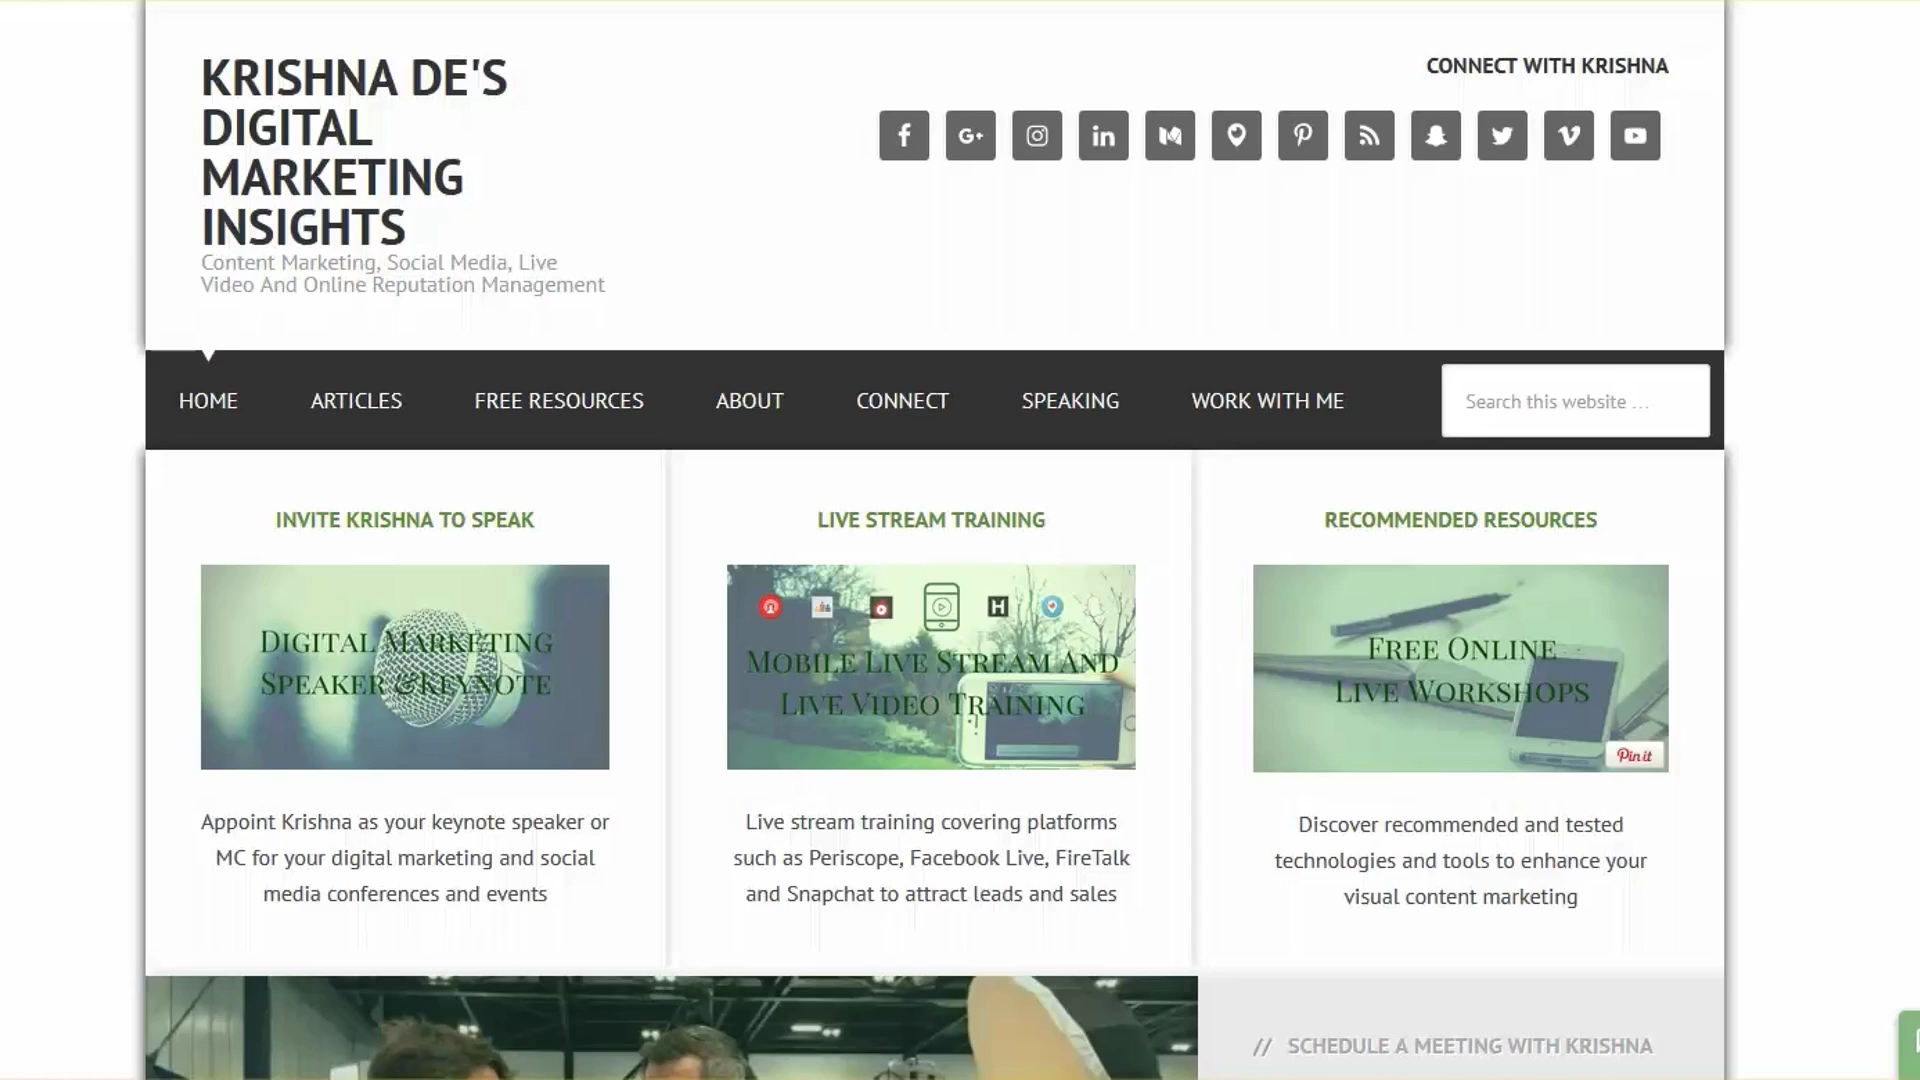 KRISHNA DE'S
DIGITAL
MARKETING
INSIGHTS
Content Marketing, Social Media, Live
Video And Online Reputation Management
CONNECT WITH KRISHNA
HOME ARTICLES FREE RESOURCES ABOUT CONNECT SPEAKING WORK WITH ME Search this website …
INVITE KRISHNA TO SPEAK
DIGITAL MARKETING
SPEAKER &KEYNOTE
Appoint Krishna as your keynote speaker or
MC for your digital marketing and social
media conferences and events
LIVE STREAM TRAINING
MOBILE LIVE STREAM AND
LIVE VIDEO TRAINING
Live stream training covering platforms
such as Periscope, Facebook Live, FireTalk
and Snapchat to attract leads and sales
RECOMMENDED RESOURCES
FREE ONLINE
LIVE WORKSHOPS
Pin it
Discover recommended and tested
technologies and tools to enhance your
visual content marketing
// SCHEDULE A MEETING WITH KRISHNA